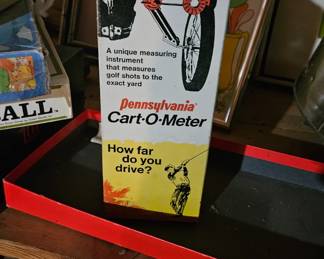 A unique measuring
instrument
that measures
golf shots to the
exact yard
Pennsylvania®
Cart-O-Meter
How far
do you
drive?
ALL.